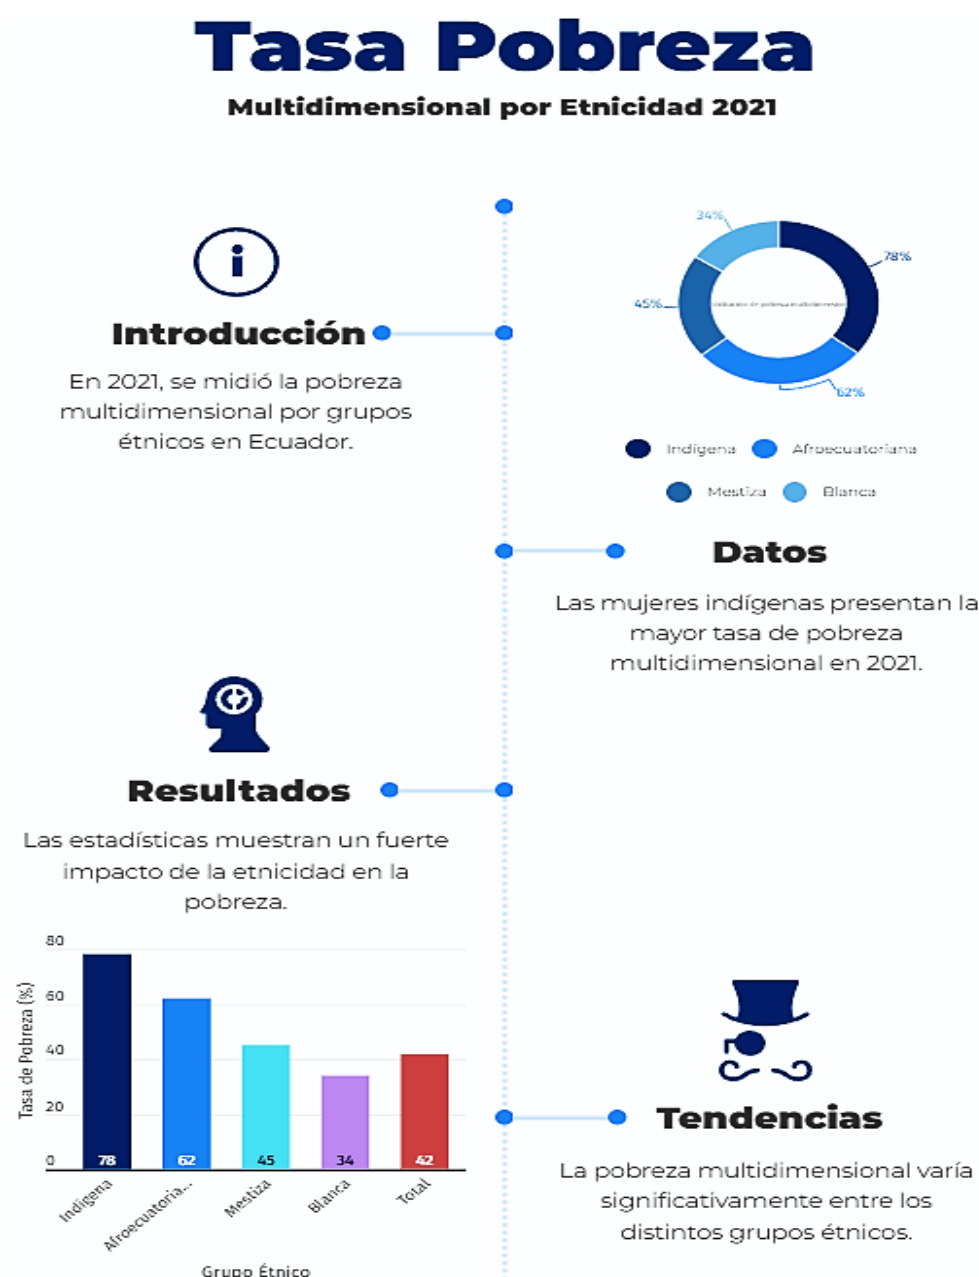 Tasa Pobreza
Multidimensional por Etnicidad 2021
Introducción
En 2021, se midió la pobreza
multidimensional por grupos
étnicos en Ecuador.
34%
78%
45%
62%
Indígena
Afroecuatoriana
Mestiza
Blanca
Datos
Las mujeres indígenas presentan la
mayor tasa de pobreza
multidimensional en 2021.
Resultados
Las estadísticas muestran un fuerte
impacto de la etnicidad en la
pobreza.
Tasa de Pobreza (%)
80
60
40
20
0
78
62
45
34
42
Indígena
Afroecuatoria...
Mestiza
Blanca
Total
Grupo Étnico
Tendencias
La pobreza multidimensional varía
significativamente entre los
distintos grupos étnicos.